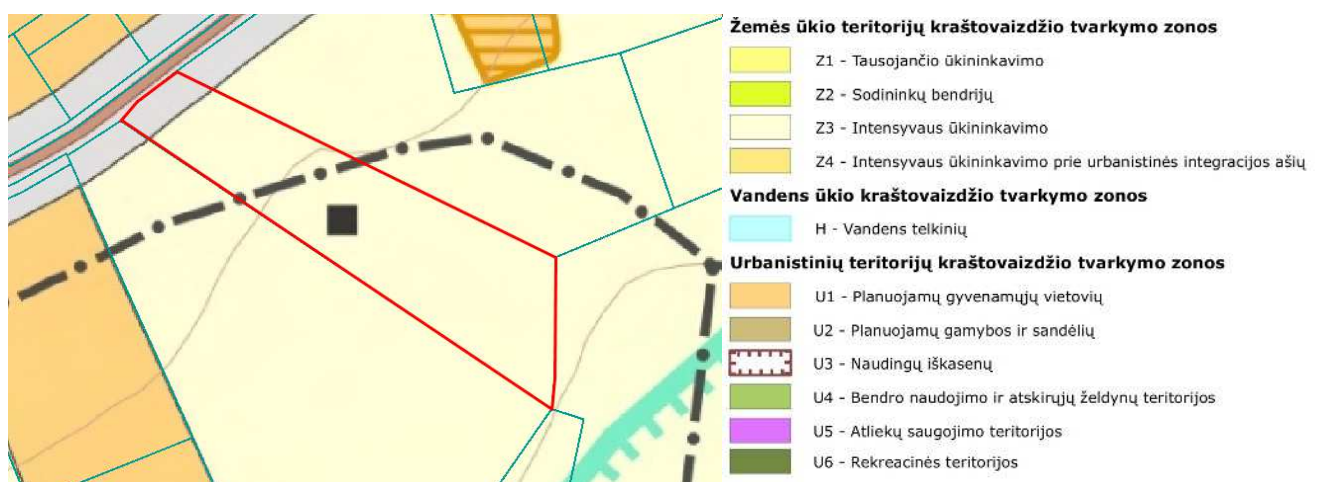 Žemės ūkio teritorijų kraštovaizdžio tvarkymo zonos
Z1 - Tausojančio ūkininkavimo
Z2 - Sodininkų bendrijų
Z3 - Intensyvaus ūkininkavimo
Z4 - Intensyvaus ūkininkavimo prie urbanistinės integracijos ašių
Vandens ūkio kraštovaizdžio tvarkymo zonos
H - Vandens telkinių
Urbanistinių teritorijų kraštovaizdžio tvarkymo zonos
U1 - Planuojamų gyvenamųjų vietovių
U2 - Planuojamų gamybos ir sandėlių
U3 - Naudingų iškasenų
U4 - Bendro naudojimo ir atskirųjų želdynų teritorijos
U5 - Atliekų saugojimo teritorijos
U6 - Rekreacinės teritorijos